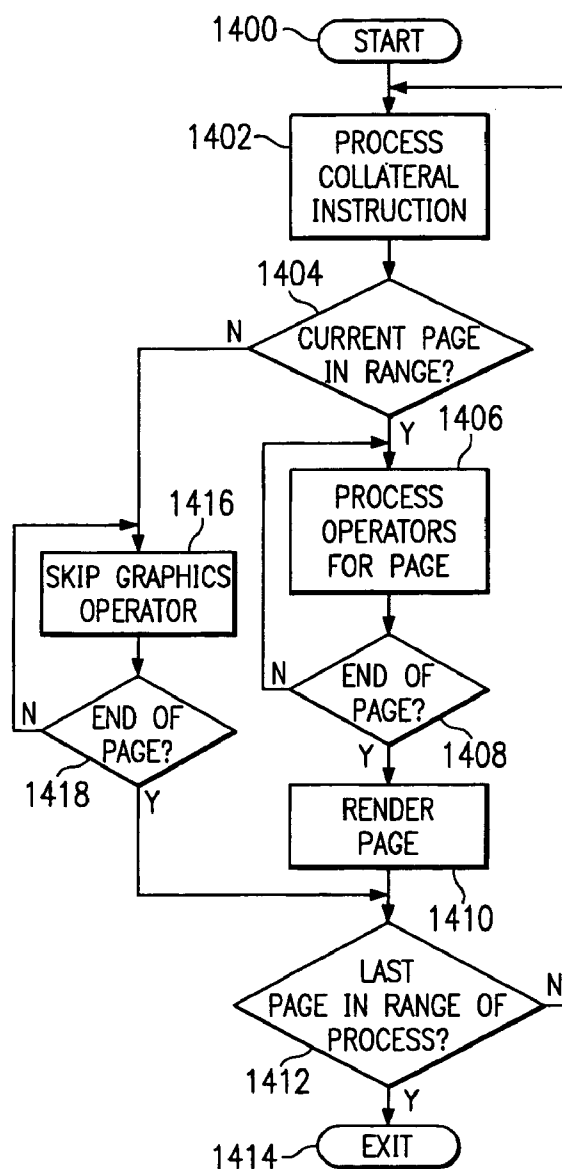 1400
START
1402
PROCESS
COLLATERAL
INSTRUCTION
1404
N
CURRENT PAGE
IN RANGE?
Y
1406
PROCESS
OPERATORS
FOR PAGE
1416
SKIP GRAPHICS
OPERATOR
N
END OF
PAGE?
1408
Y
N
END OF
PAGE?
1418
Y
RENDER
PAGE
1410
LAST
PAGE IN RANGE OF
PROCESS?
N
1412
Y
1414
EXIT